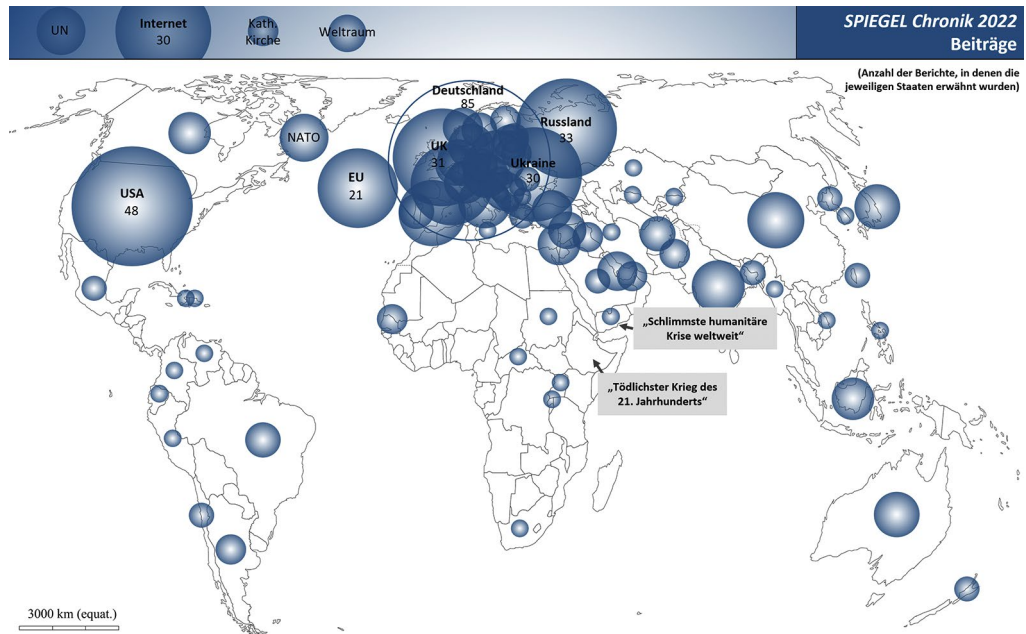 UN
Internet
30
Kath.
Kirche
Weltraum
SPIEGEL Chronik 2022
Beiträge
(Anzahl der Berichte, in denen die
jeweiligen Staaten erwähnt wurden)
Deutschland
85
Russland
33
NATO
UK
31
Ukraine
30
EU
21
USA
48
„Schlimmste humanitäre
Krise weltweit“
„Tödlichster Krieg des
21. Jahrhunderts“
3000 km (equat.)